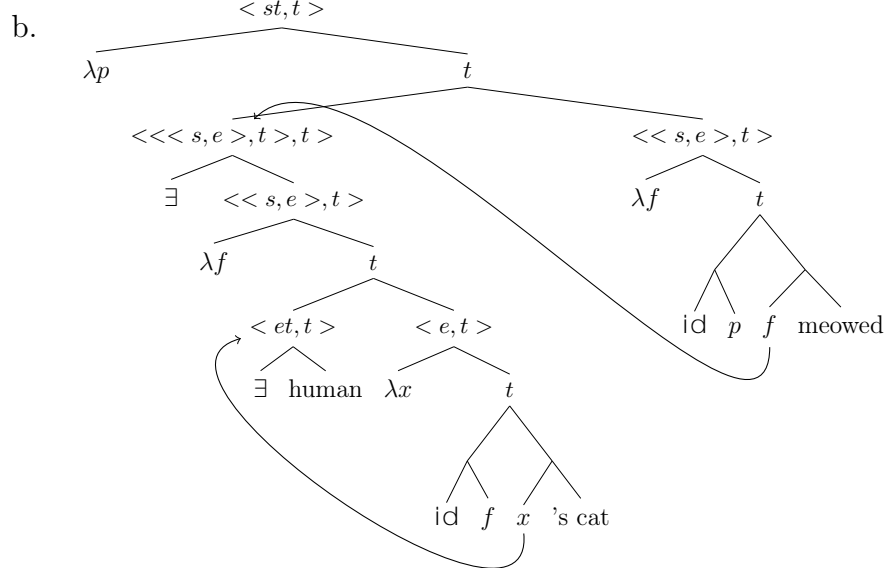 b.
< st, t >
λp t
<<< s, e >, t >, t > << s, e >, t >
∃ << s, e >, t > λf t
λf t
id p f meowed
< et, t > < e, t >
∃ human λx t
id f x 's cat